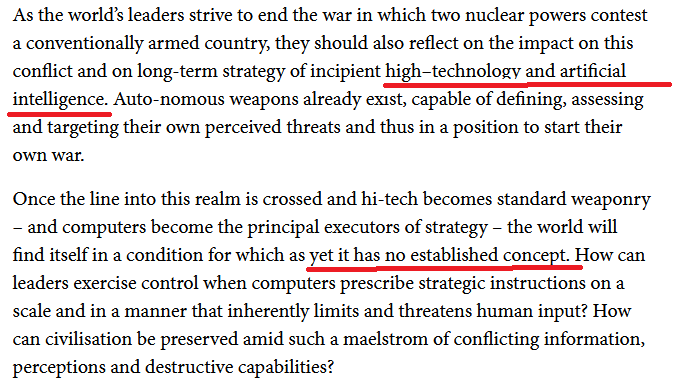 As the world’s leaders strive to end the war in which two nuclear powers contest
a conventionally armed country, they should also reflect on the impact on this
conflict and on long-term strategy of incipient high–technology and artificial
intelligence. Auto-nomous weapons already exist, capable of defining, assessing
and targeting their own perceived threats and thus in a position to start their
own war.
Once the line into this realm is crossed and hi-tech becomes standard weaponry
– and computers become the principal executors of strategy – the world will
find itself in a condition for which as yet it has no established concept. How can
leaders exercise control when computers prescribe strategic instructions on a
scale and in a manner that inherently limits and threatens human input? How
can civilisation be preserved amid such a maelstrom of conflicting information,
perceptions and destructive capabilities?